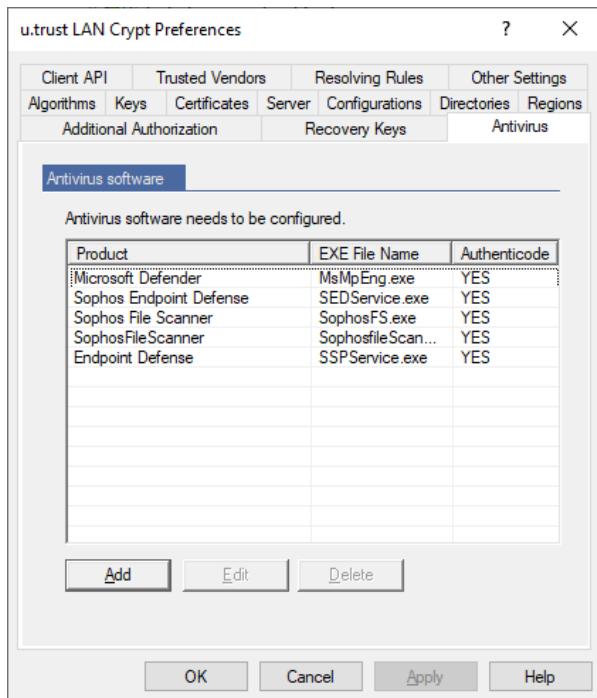 u.trust LAN Crypt Preferences ?
Client API Trusted Vendors Resolving Rules Other Settings
Algorithms Keys Certificates Server Configurations Directories Regions
Additional Authorization Recovery Keys Antivirus
Antivirus software
Antivirus software needs to be configured.
Product EXE File Name Authenticode
Microsoft Defender MsMpEng.exe YES
Sophos Endpoint Defense SEDService.exe YES
Sophos File Scanner SophosFS.exe YES
SophosFileScanner SophosfileScan... YES
Endpoint Defense SSPService.exe YES
Add Edit Delete
OK Cancel Apply Help